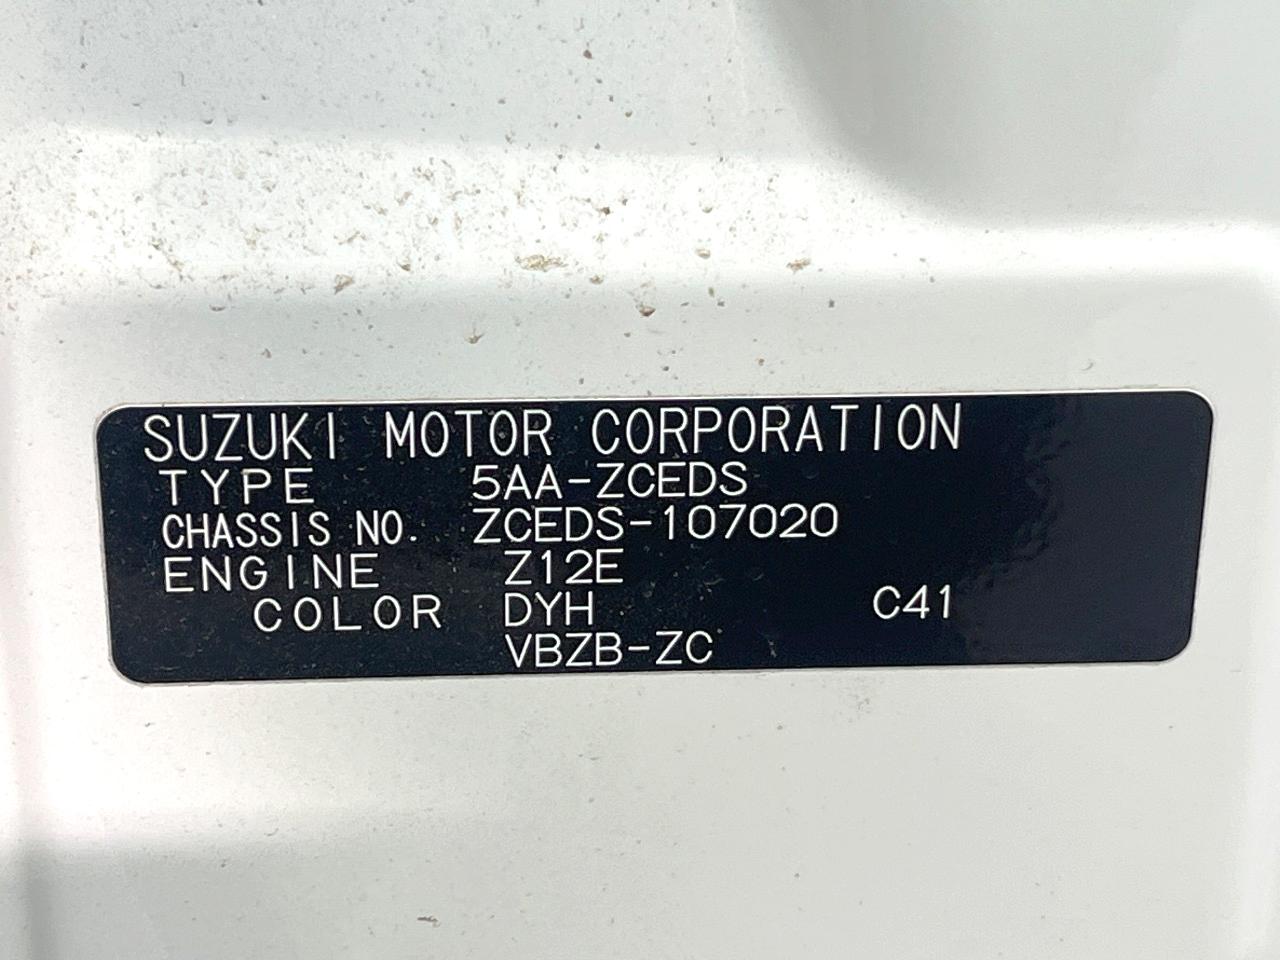 SUZUKI MOTOR CORPORATION
TYPE 5AA-ZCEDS
CHASSIS NO. ZCEDS-107020
ENGINE Z12E
COLOR DYH C41
VBZB-ZC